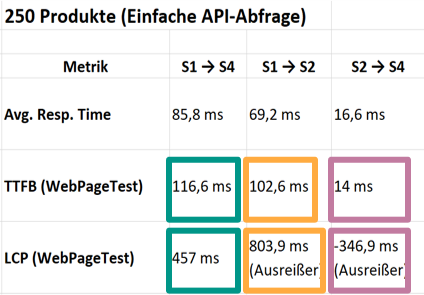 250 Produkte (Einfache API-Abfrage)
Metrik S1 → S4 S1 → S2 S2 → S4
Avg. Resp. Time 85,8 ms 69,2 ms 16,6 ms
TTFB (WebPageTest) 116,6 ms 102,6 ms 14 ms
LCP (WebPageTest) 457 ms 803,9 ms (Ausreißer -346,9 ms (Ausreißer)